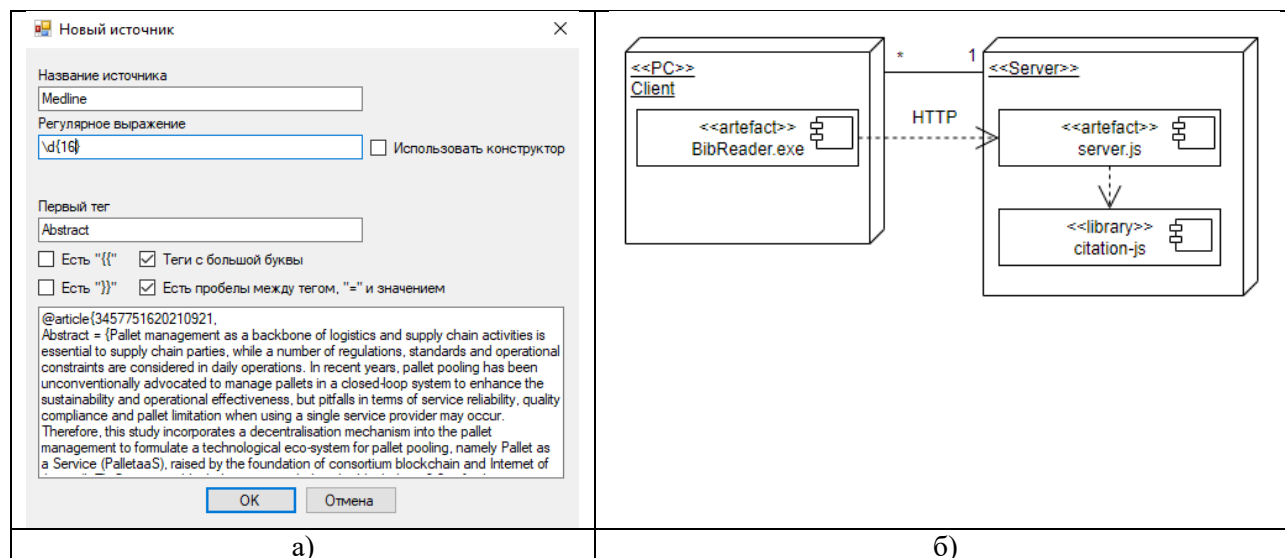 Новый источник
Название источника
Medline
Регулярное выражение
\d{16}
Использовать конструктор
Первый тег
Abstract
Есть "{{" Теги с большой буквы
Есть "}}" Есть пробелы между тегом, "=" и значением
@article{3457751620210921,
Abstract = {Pallet management as a backbone of logistics and supply chain activities is
essential to supply chain parties, while a number of regulations, standards and operational
constraints are considered in daily operations. In recent years, pallet pooling has been
unconventionally advocated to manage pallets in a closed-loop system to enhance the
sustainability and operational effectiveness, but pitfalls in terms of service reliability, quality
compliance and pallet limitation when using a single service provider may occur.
Therefore, this study incorporates a decentralisation mechanism into the pallet
management to formulate a technological eco-system for pallet pooling, namely Pallet as
a Service (PalletaaS), raised by the foundation of consortium blockchain and Internet of
OK Отмена
а)
<<PC>>
Client
<<artefact>>
BibReader.exe
* 1
HTTP
<<Server>>
<<artefact>>
server.js
<<library>>
citation-js
б)